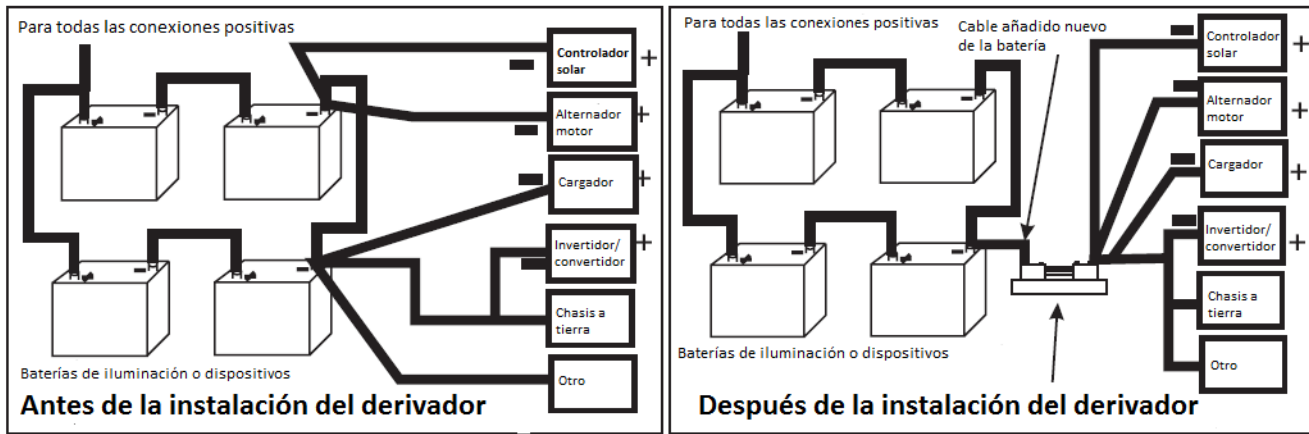 Para todas las conexiones positivas
Controlador
solar
+
Alternador
motor
+
Cargador
+
Invertidor/
convertidor
+
Chasis a
tierra
Otro
Baterías de iluminación o dispositivos
Antes de la instalación del derivador
Para todas las conexiones positivas
Cable añadido nuevo
de la batería
Controlador
solar
+
Alternador
motor
+
Cargador
+
Invertidor/
convertidor
+
Chasis a
tierra
Otro
Baterías de iluminación o dispositivos
Después de la instalación del derivador